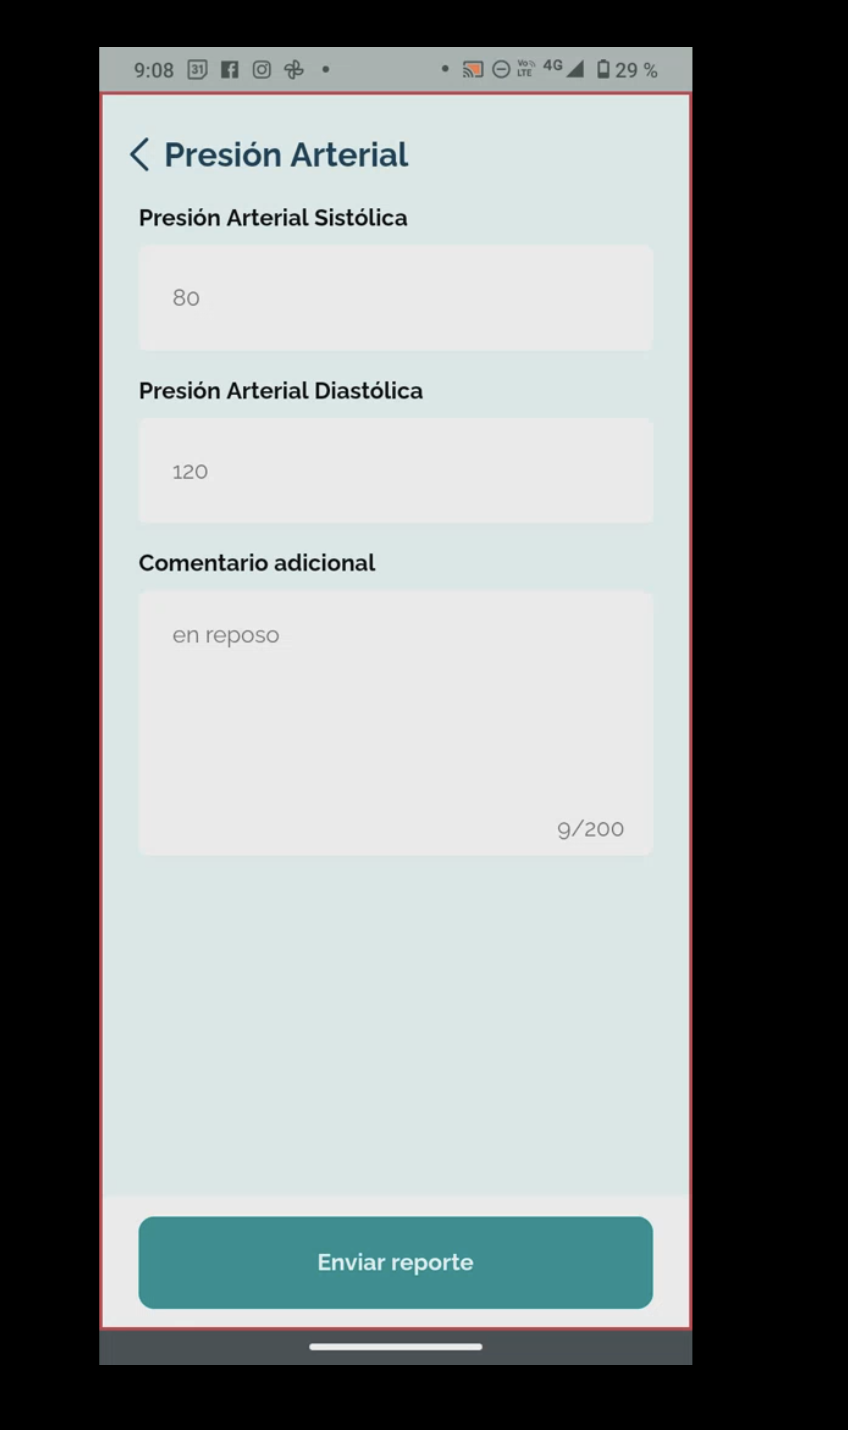 9:08 31 VoLTE 4G 29 %
Presión Arterial
Presión Arterial Sistólica
80
Presión Arterial Diastólica
120
Comentario adicional
en reposo
9/200
Enviar reporte